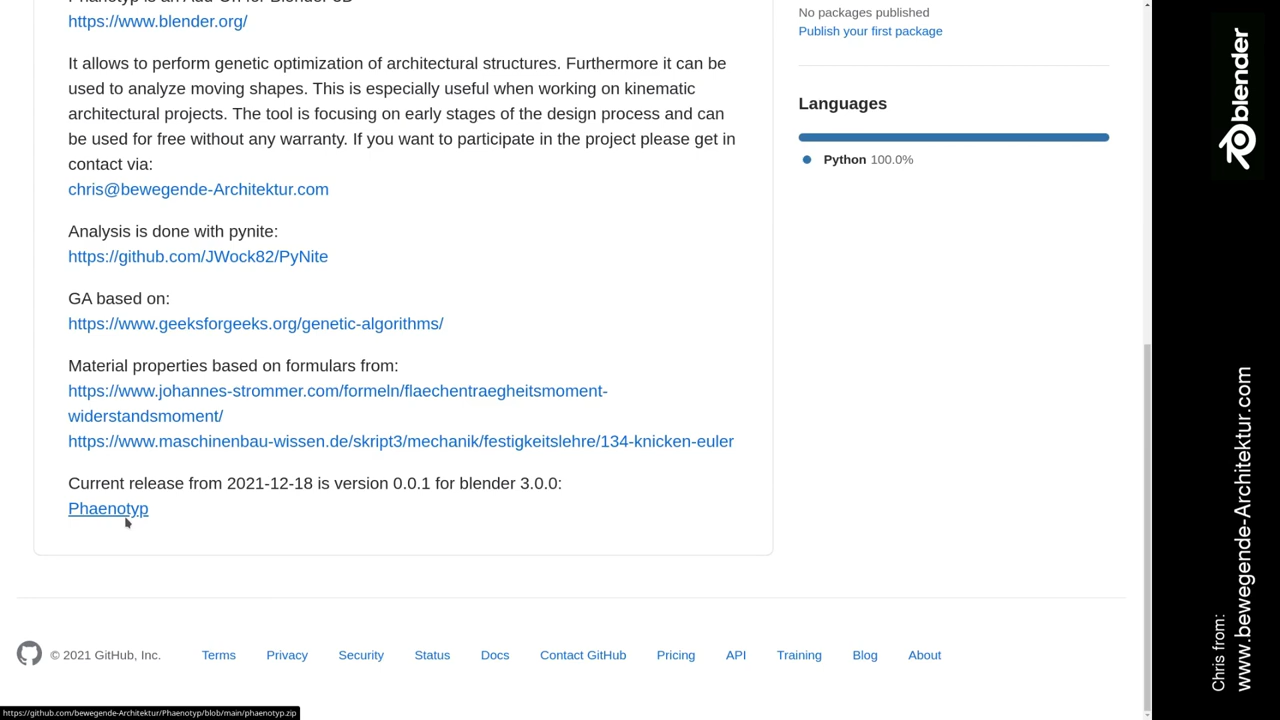 https://www.blender.org/
It allows to perform genetic optimization of architectural structures. Furthermore it can be
used to analyze moving shapes. This is especially useful when working on kinematic
architectural projects. The tool is focusing on early stages of the design process and can
be used for free without any warranty. If you want to participate in the project please get in
contact via:
chris@bewegende-Architektur.com
Analysis is done with pynite:
https://github.com/JWock82/PyNite
GA based on:
https://www.geeksforgeeks.org/genetic-algorithms/
Material properties based on formulars from:
https://www.johannes-strommer.com/formeln/flaechentraegheitsmoment-
widerstandsmoment/
https://www.maschinenbau-wissen.de/skript3/mechanik/festigkeitslehre/134-knicken-euler
Current release from 2021-12-18 is version 0.0.1 for blender 3.0.0:
Phaenotyp
No packages published
Publish your first package
Languages
Python 100.0%
© 2021 GitHub, Inc.
Terms
Privacy
Security
Status
Docs
Contact GitHub
Pricing
API
Training
Blog
About
https://github.com/bewegende-Architektur/Phaenotyp/blob/main/phaenotyp.zip
blender
Chris from:
www.bewegende-Architektur.com